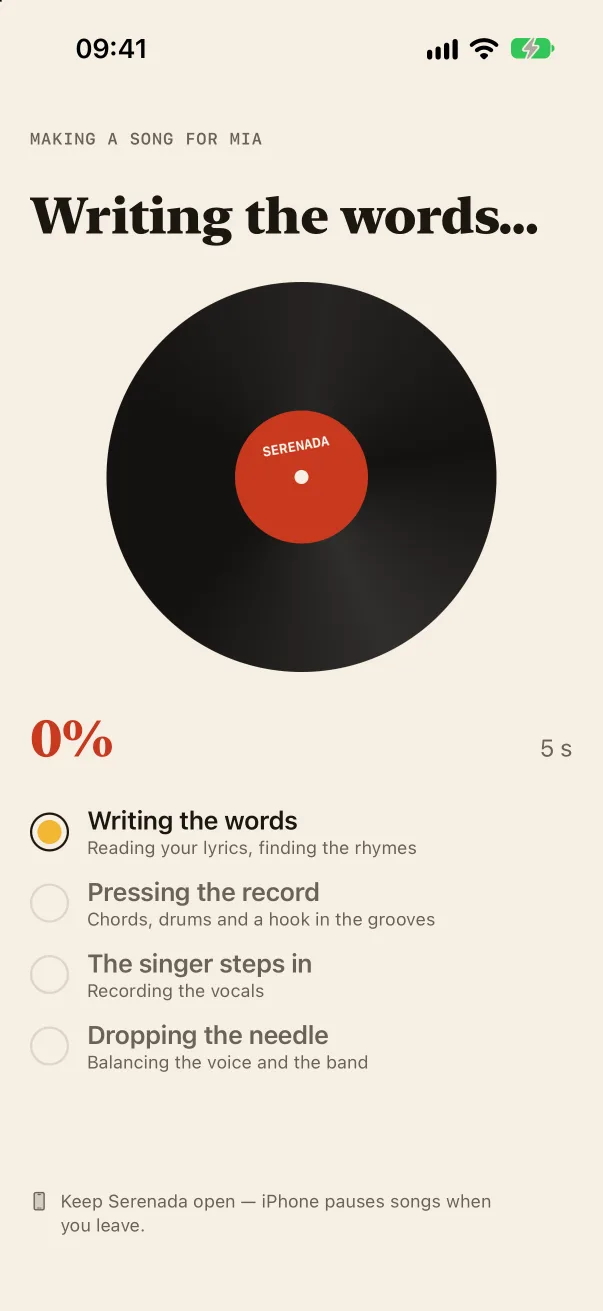 09:41
MAKING A SONG FOR MIA
Writing the words...
SERENADA
0%
5 s
Writing the words
Reading your lyrics, finding the rhymes
Pressing the record
Chords, drums and a hook in the grooves
The singer steps in
Recording the vocals
Dropping the needle
Balancing the voice and the band
Keep Serenada open — iPhone pauses songs when
you leave.